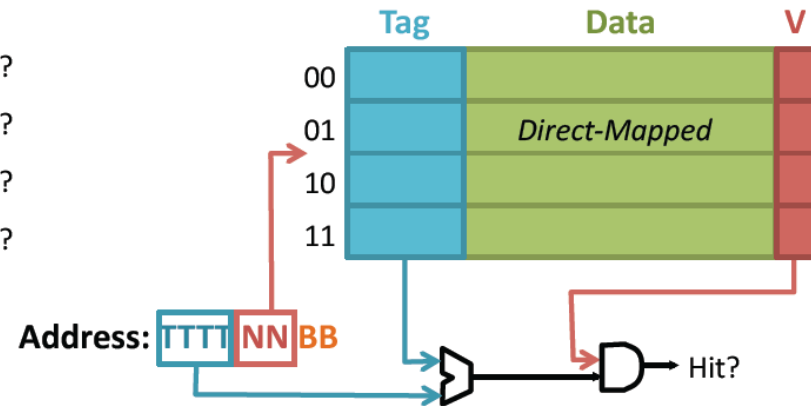 Tag Data V
? 00
? 01 Direct-Mapped
? 10
? 11
Address: TTTT NN BB
Hit?